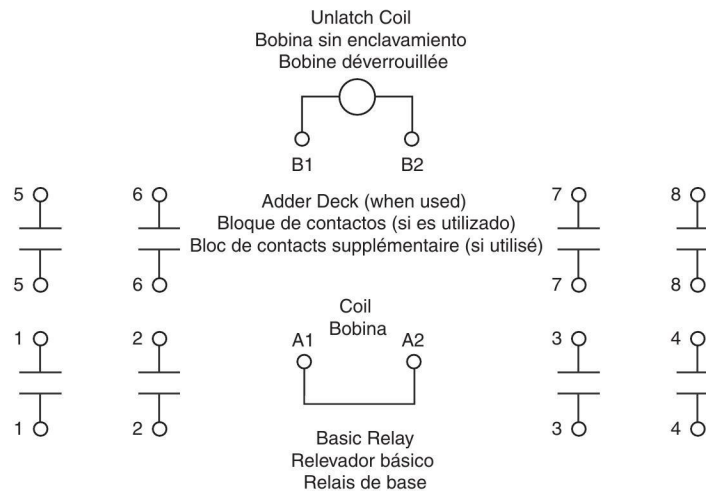 Unlatch Coil
Bobina sin enclavamiento
Bobine déverrouillée
B1 B2
5 6 7 8
Adder Deck (when used)
Bloque de contactos (si es utilizado)
Bloc de contacts supplémentaire (si utilisé)
5 6 7 8
Coil
Bobina
1 2 A1 A2 3 4
1 2 3 4
Basic Relay
Relevador básico
Relais de base